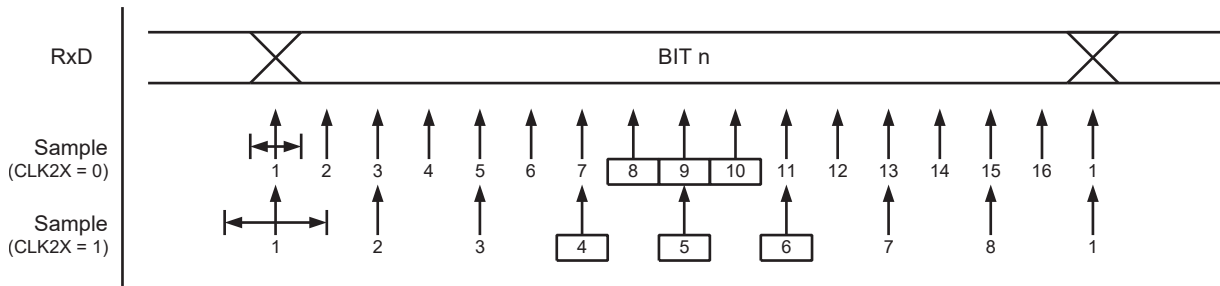 RxD BIT n
Sample
(CLK2X = 0)
1 2 3 4 5 6 7 8 9 10 11 12 13 14 15 16 1
Sample
(CLK2X = 1)
1 2 3 4 5 6 7 8 1